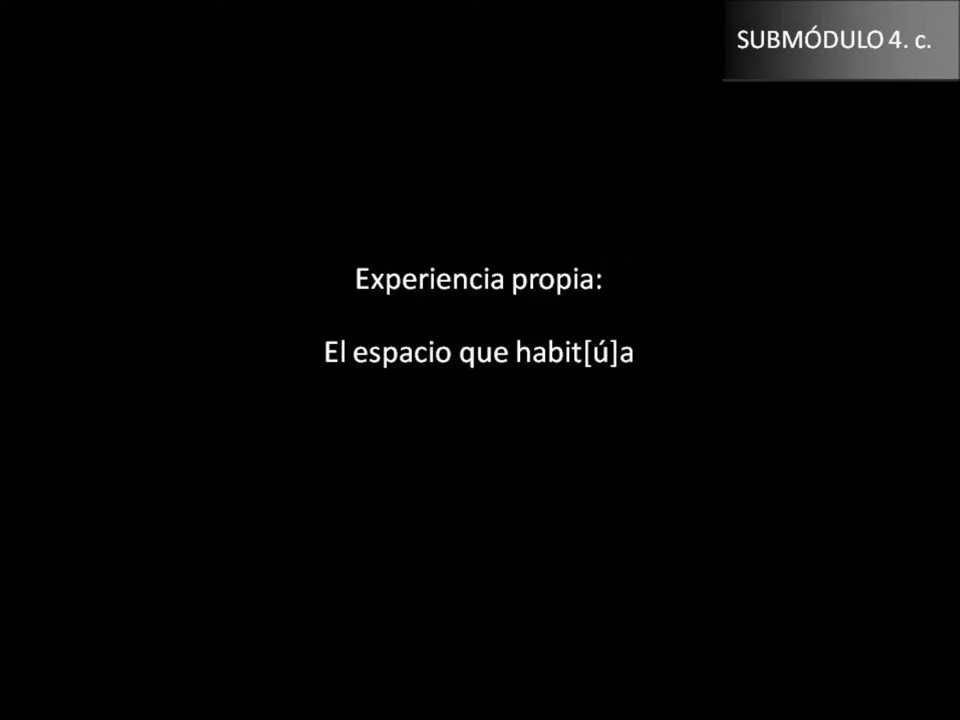 SUBMÓDULO 4. c.
Experiencia propia:
El espacio que habit[ú]a